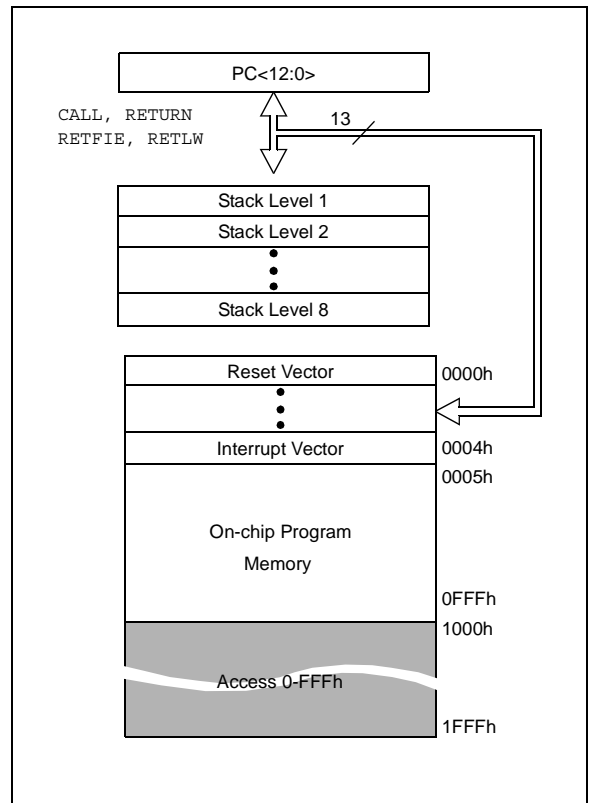 PC<12:0>
CALL, RETURN
RETFIE, RETLW
13
Stack Level 1
Stack Level 2
Stack Level 8
Reset Vector
0000h
Interrupt Vector
0004h
0005h
On-chip Program
Memory
0FFFh
1000h
Access 0-FFFh
1FFFh